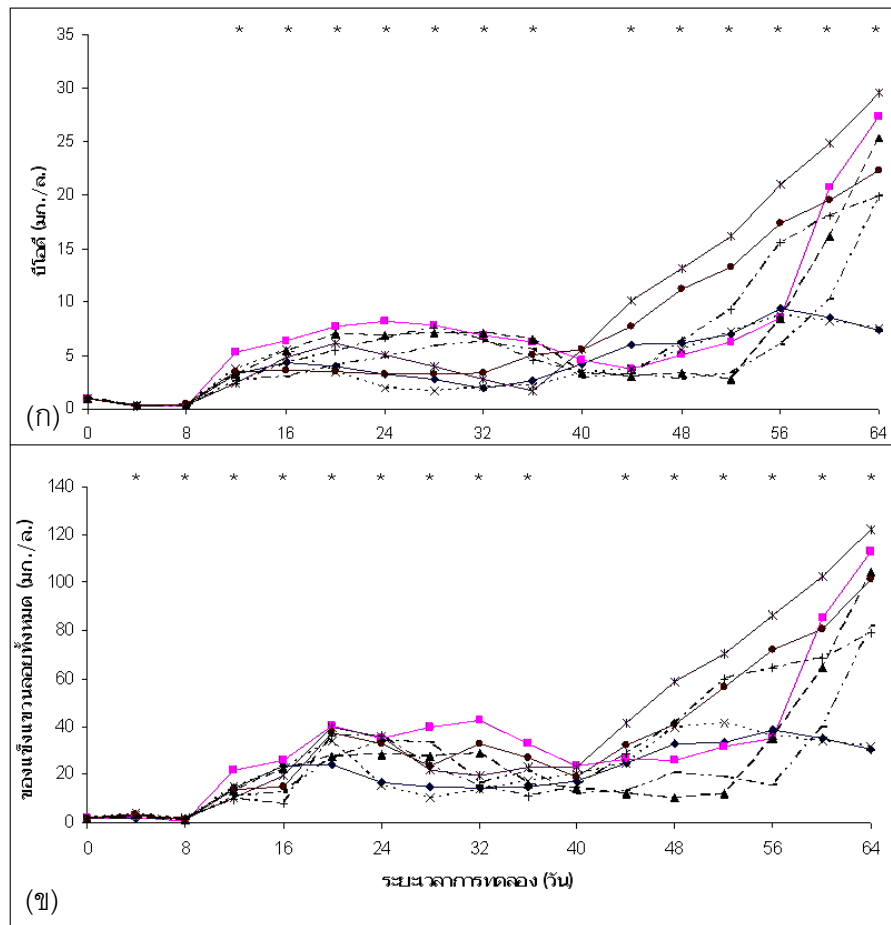 * * * * * * * * * * * * *
35
30
25
20
15
10
5
0
บีโอดี (มก./ล.)
(ก)
0 8 16 24 32 40 48 56 64
* * * * * * * * * * * * * * *
140
120
100
80
60
40
20
0
ของแข็งแขวนลอยทั้งหมด (มก./ล.)
0 8 16 24 32 40 48 56 64
ระยะเวลาการทดลอง (วัน)
(ข)